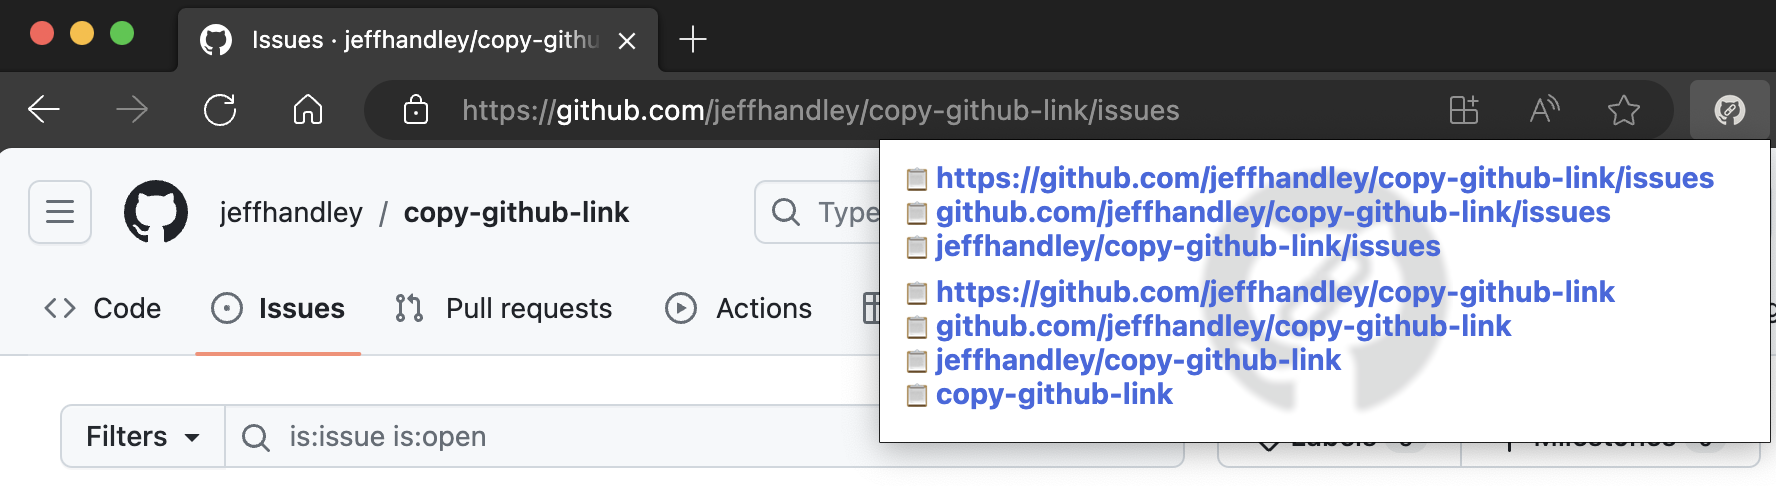 Issues · jeffhandley/copy-githu
https://github.com/jeffhandley/copy-github-link/issues
jeffhandley / copy-github-link
Type
https://github.com/jeffhandley/copy-github-link/issues
github.com/jeffhandley/copy-github-link/issues
jeffhandley/copy-github-link/issues
https://github.com/jeffhandley/copy-github-link
github.com/jeffhandley/copy-github-link
jeffhandley/copy-github-link
copy-github-link
Code Issues Pull requests Actions
Filters is:issue is:open
Labels Milestones